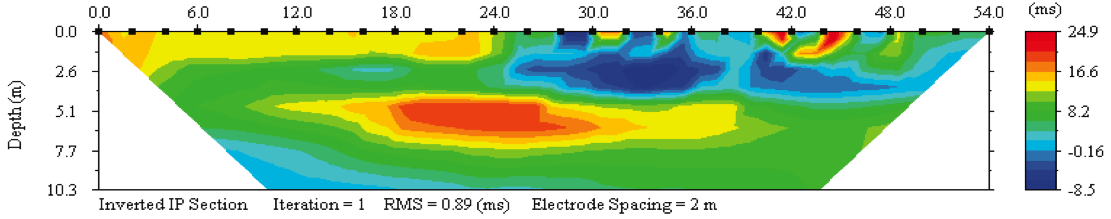 0.0 6.0 12.0 18.0 24.0 30.0 36.0 42.0 48.0 54.0 (ms)
0.0 24.9
2.6 16.6
Depth (m) 5.1 8.2
7.7 -0.16
10.3 -8.5
Inverted IP Section Iteration = 1 RMS = 0.89 (ms) Electrode Spacing = 2 m